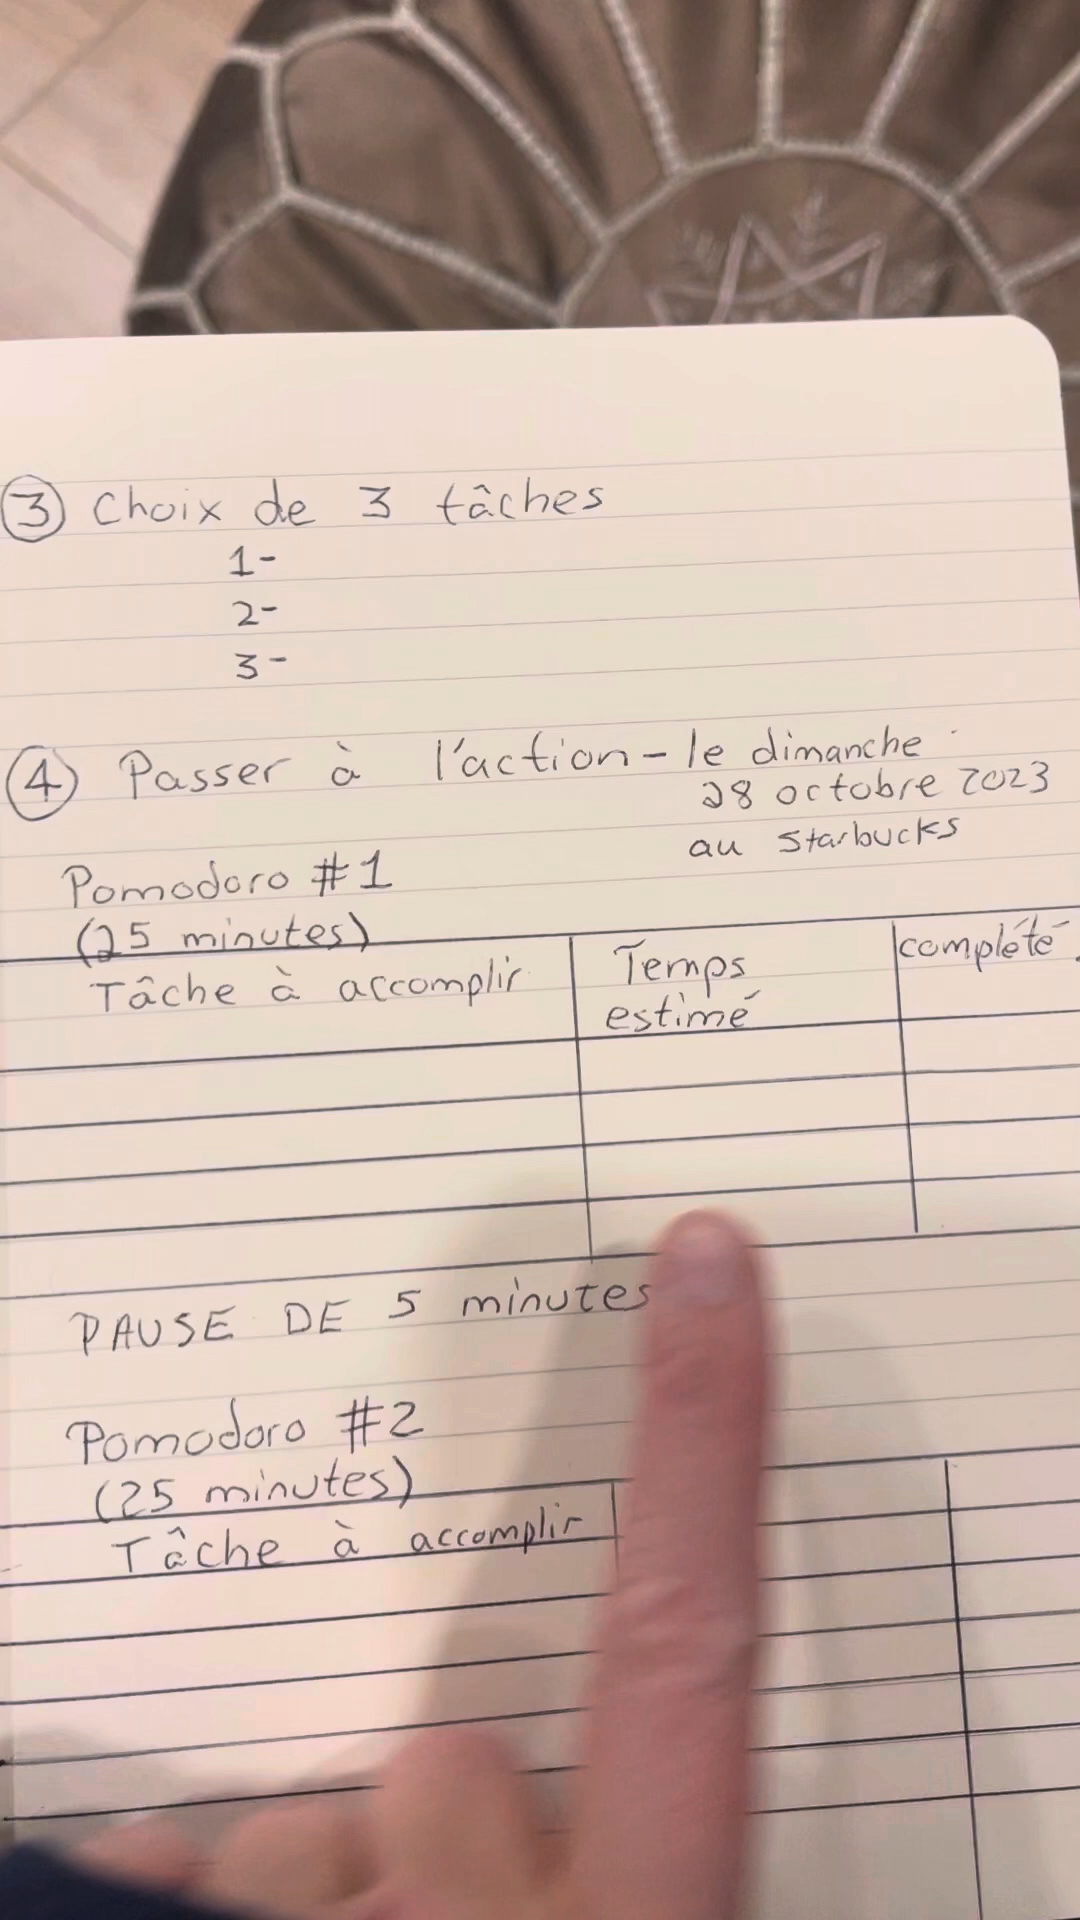 ③ Choix de 3 tâches
1-
2-
3-
④ Passer à l'action - le dimanche
28 octobre 2023
au Starbucks
Pomodoro #1
(25 minutes)
Tâche à accomplir
Temps
estimé
complété
PAUSE DE 5 minutes
Pomodoro #2
(25 minutes)
Tâche à accomplir